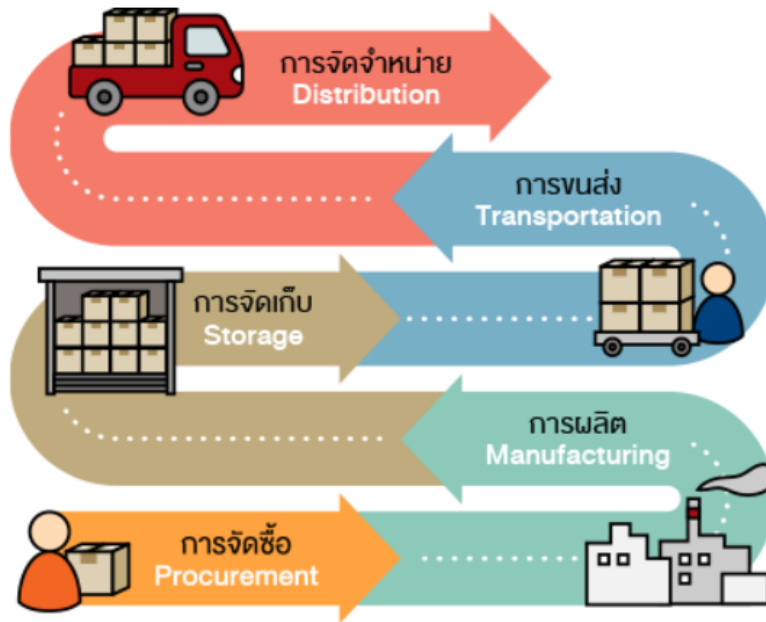 การจัดจำหน่าย
Distribution
การขนส่ง
Transportation
การจัดเก็บ
Storage
การผลิต
Manufacturing
การจัดซื้อ
Procurement